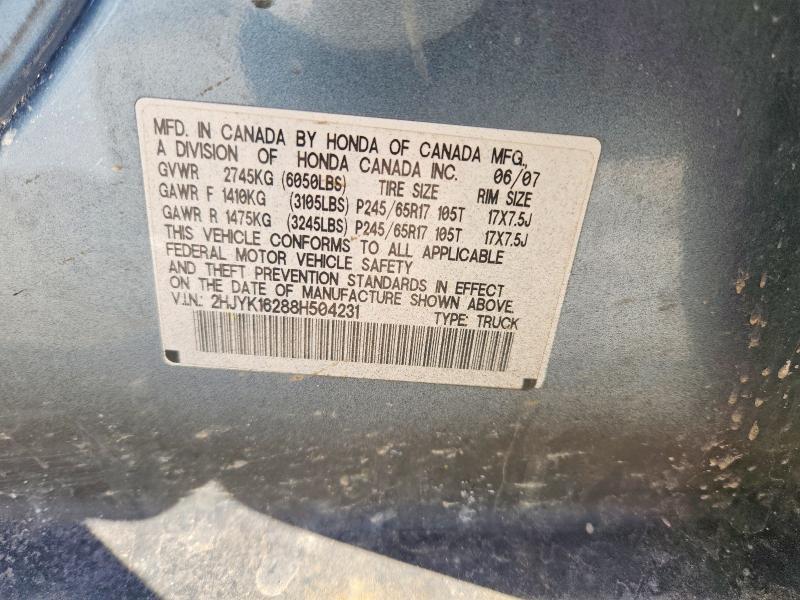 MFD. IN CANADA BY HONDA OF CANADA MFG.,
A DIVISION OF HONDA CANADA INC. 06/07
GVWR 2745KG (6050LBS) TIRE SIZE RIM SIZE
GAWR F 1410KG (3105LBS) P245/65R17 105T 17X7.5J
GAWR R 1475KG (3245LBS) P245/65R17 105T 17X7.5J
THIS VEHICLE CONFORMS TO ALL APPLICABLE
FEDERAL MOTOR VEHICLE SAFETY
AND THEFT PREVENTION STANDARDS IN EFFECT
ON THE DATE OF MANUFACTURE SHOWN ABOVE.
V.I.N.: 2HJYK16288H504231 TYPE: TRUCK